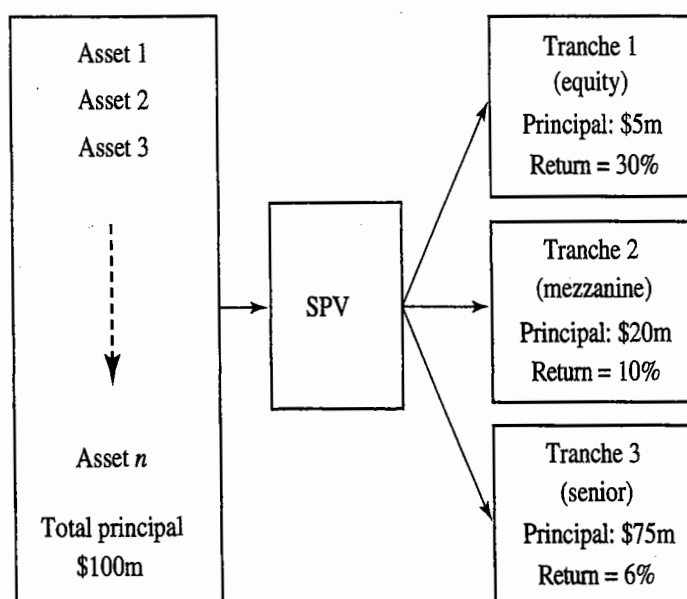 Asset 1
Asset 2
Asset 3
Asset n
Total principal
$100m
SPV
Tranche 1
(equity)
Principal: $5m
Return = 30%
Tranche 2
(mezzanine)
Principal: $20m
Return = 10%
Tranche 3
(senior)
Principal: $75m
Return = 6%